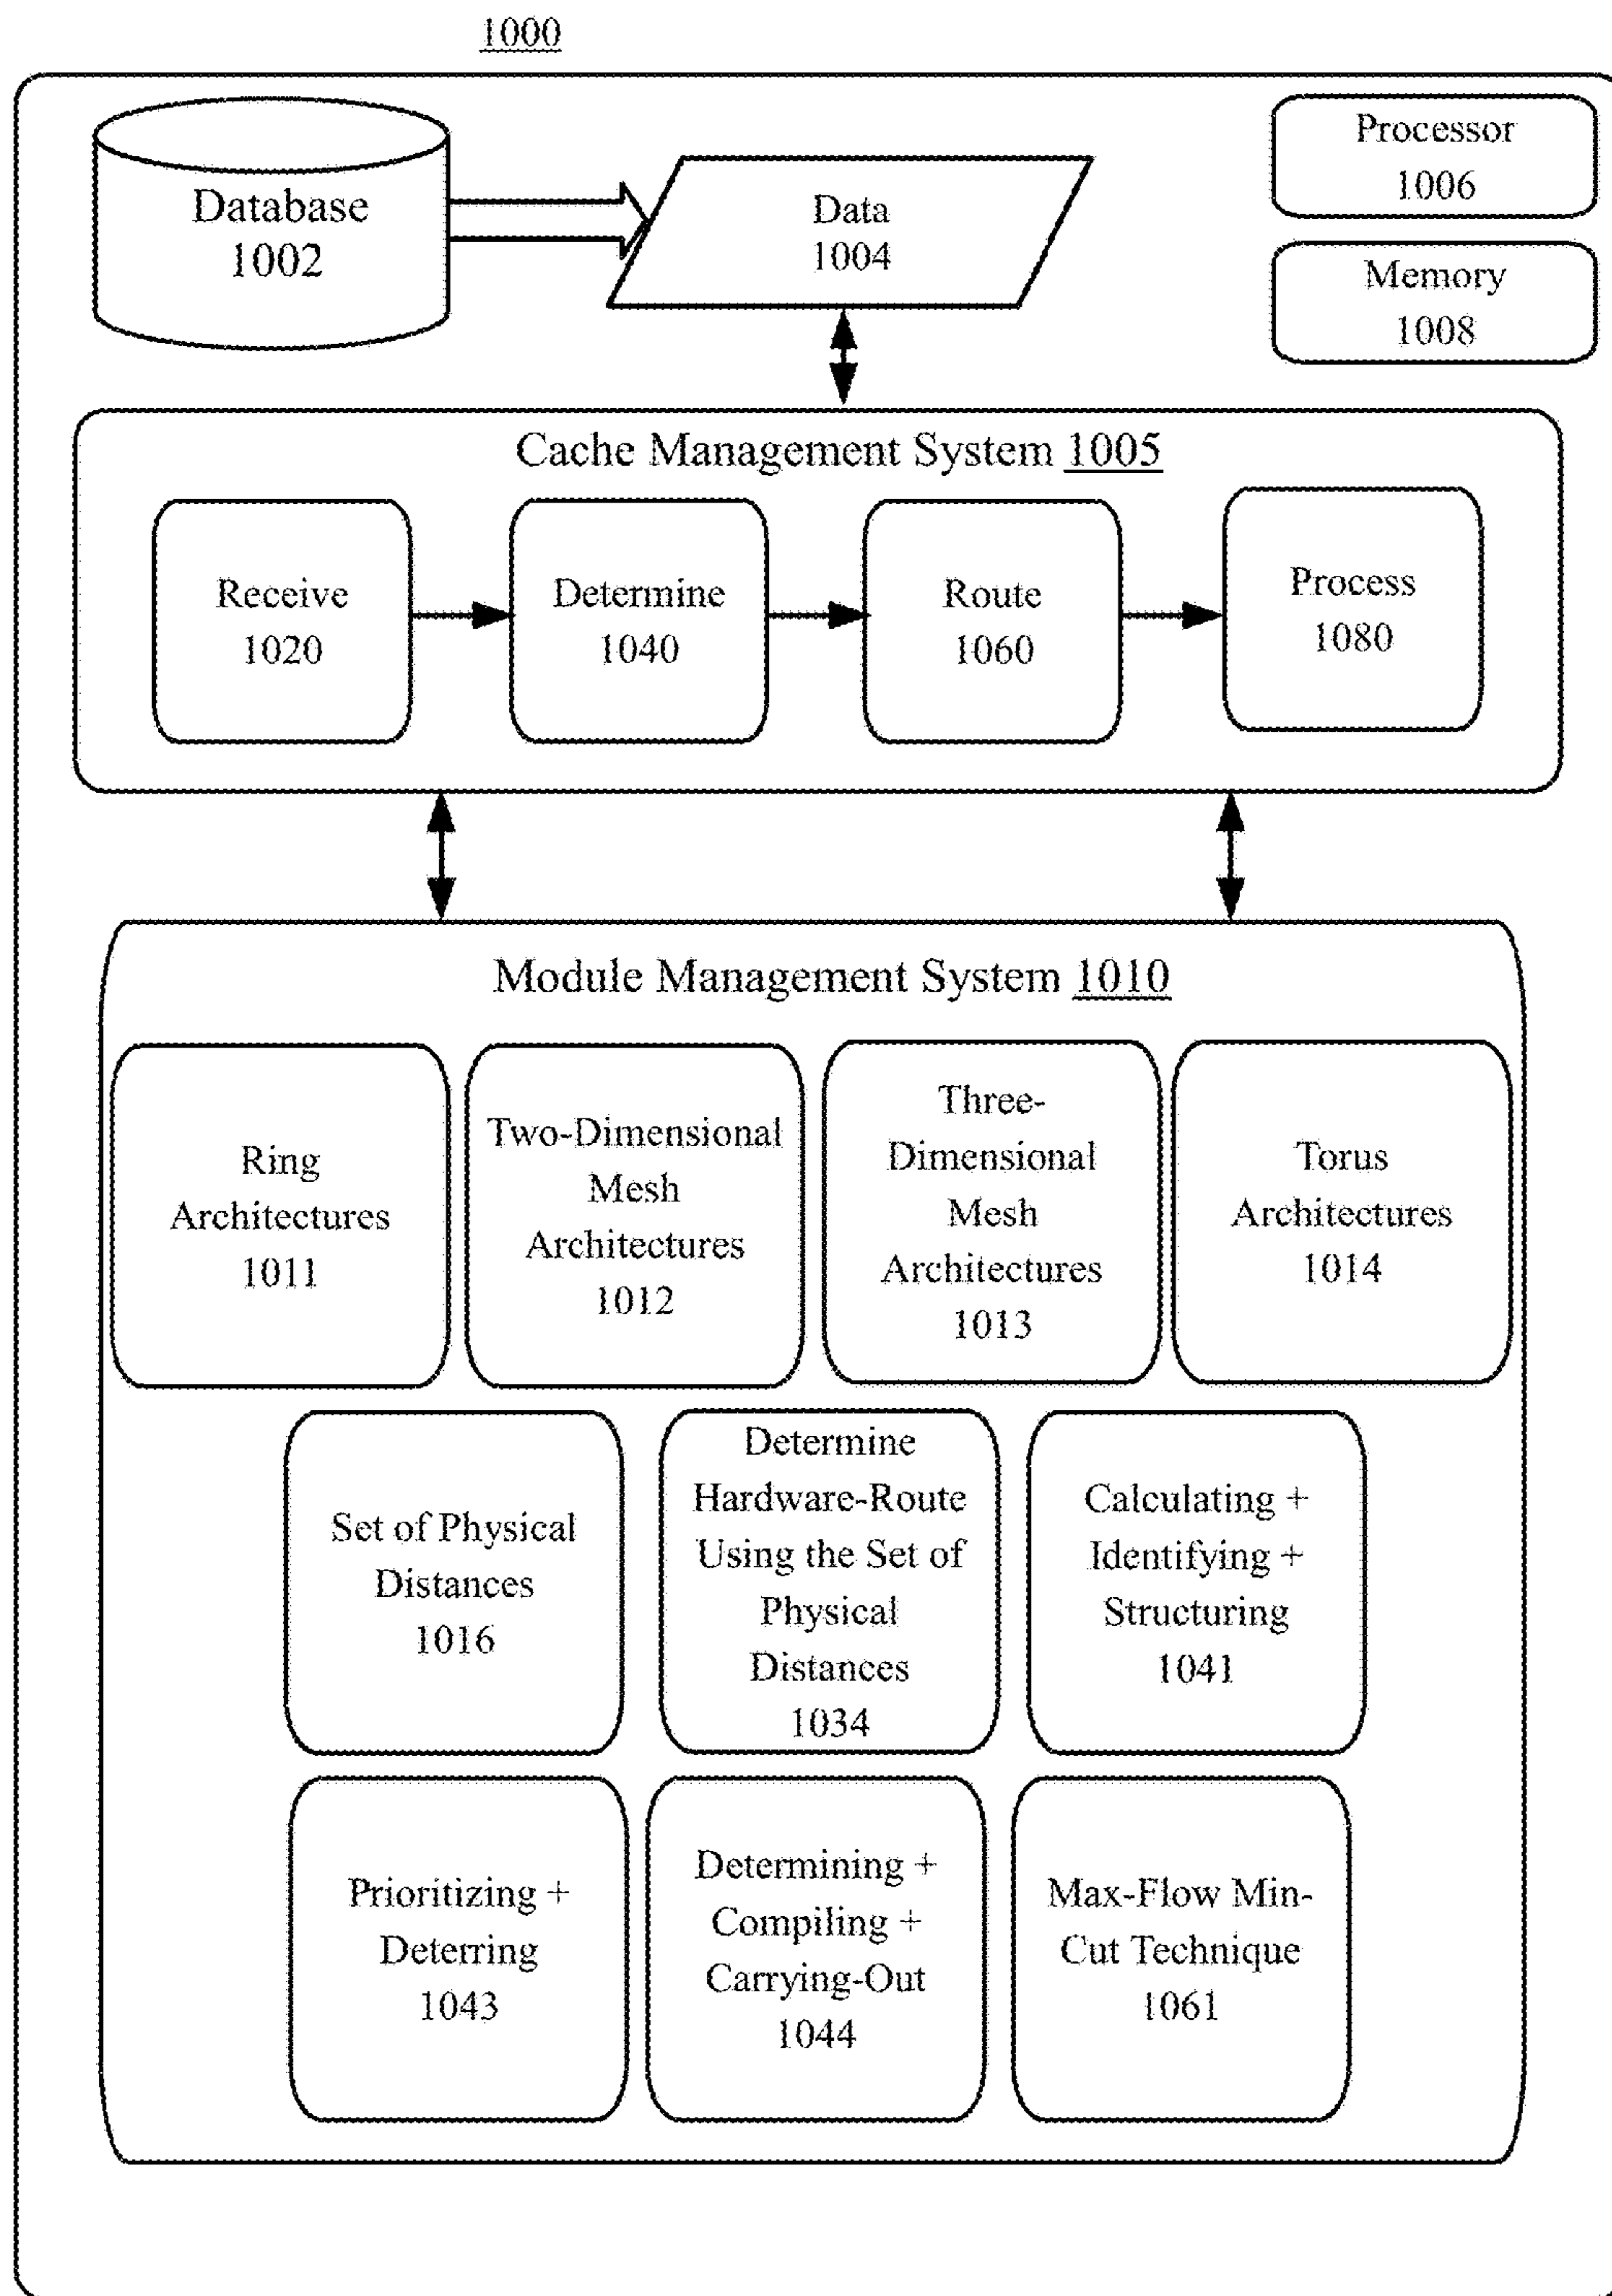 1000
Database
1002
Data
1004
Processor
1006
Memory
1008
Cache Management System 1005
Receive
1020
Determine
1040
Route
1060
Process
1080
Module Management System 1010
Ring
Architectures
1011
Two-Dimensional
Mesh
Architectures
1012
Three-
Dimensional
Mesh
Architectures
1013
Torus
Architectures
1014
Set of Physical
Distances
1016
Determine
Hardware-Route
Using the Set of
Physical
Distances
1034
Calculating +
Identifying +
Structuring
1041
Prioritizing +
Deterring
1043
Determining +
Compiling +
Carrying-Out
1044
Max-Flow Min-
Cut Technique
1061